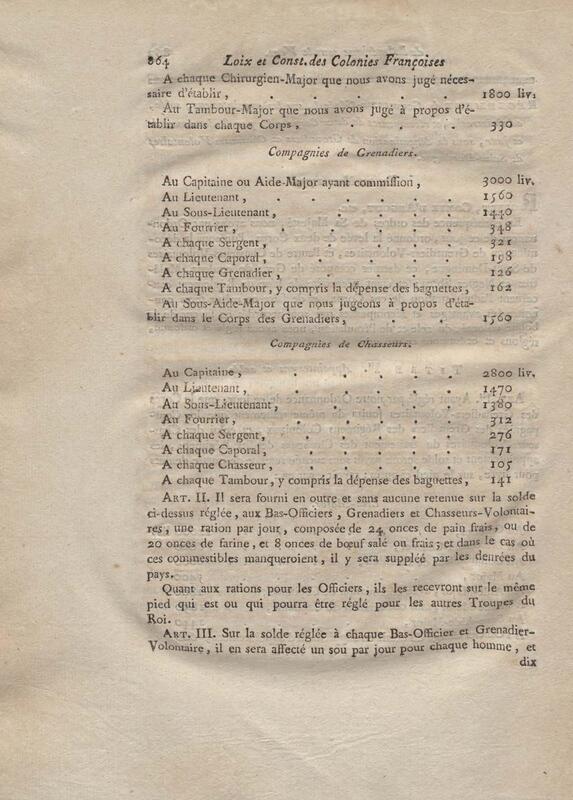 864 Loix et Const. des Colonies Françoises
A chaque Chirurgien-Major que nous avons jugé néces-
saire d'établir, . . . . . 1800 liv.
Au Tambour-Major que nous avons jugé à propos d'é-
tablir dans chaque Corps, . . . 330
Compagnies de Grenadiers.
Au Capitaine ou Aide-Major ayant commission, 3000 liv.
Au Lieutenant, . . . . . 1560
Au Sous-Lieutenant, . . . . 1440
Au Fourrier, . . . . . 348
A chaque Sergent, . . . . 321
A chaque Caporal, . . . . 198
A chaque Grenadier, . . . . 126
A chaque Tambour, y compris la dépense des baguettes, 162
Au Sous-Aide-Major que nous jugeons à propos d'éta-
blir dans le Corps des Grenadiers, . . . 1560
Compagnies de Chasseurs.
Au Capitaine, . . . . . 2800 liv.
Au Lieutenant, . . . . . 1470
Au Sous-Lieutenant, . . . . 1380
Au Fourrier, . . . . . 312
A chaque Sergent, . . . . 276
A chaque Caporal, . . . . 171
A chaque Chasseur, . . . . 105
A chaque Tambour, y compris la dépense des baguettes, 141
ART. II. Il sera fourni en outre et sans aucune retenue sur la solde
ci-dessus réglée, aux Bas-Officiers, Grenadiers et Chasseurs-Volontai-
res, une ration par jour, composée de 24 onces de pain frais, ou de
20 onces de farine, et 8 onces de bœuf salé ou frais; et dans le cas où
ces commestibles manqueroient, il y sera suppléé par les denrées du
pays.
Quant aux rations pour les Officiers, ils les recevront sur le même
pied qui est ou qui pourra être réglé pour les autres Troupes du
Roi.
ART. III. Sur la solde réglée à chaque Bas-Officier et Grenadier-
Volontaire, il en sera affecté un sou par jour pour chaque homme, et
dix